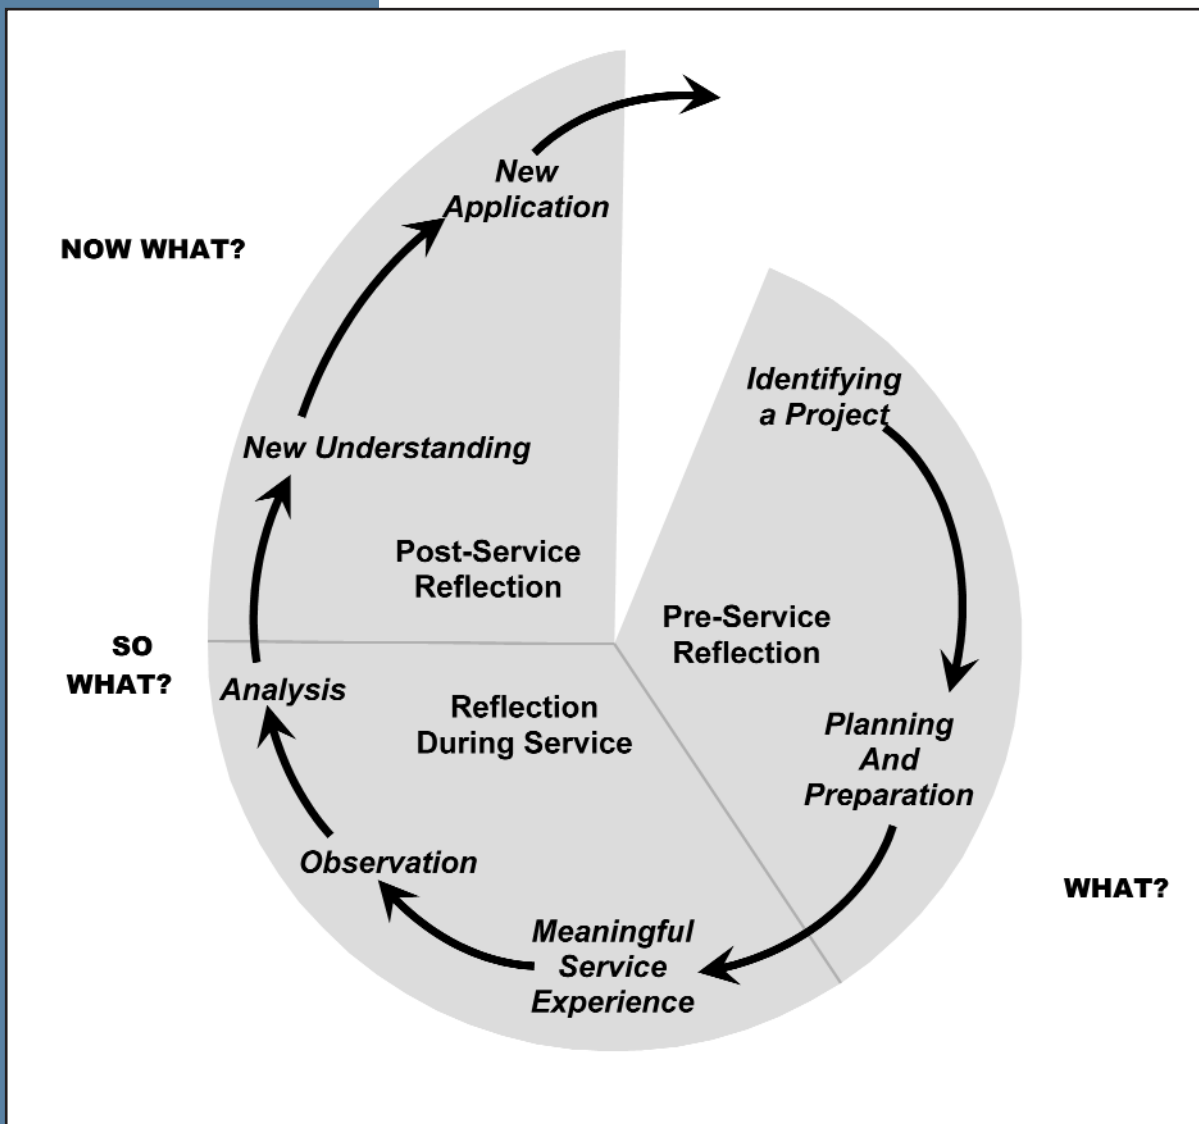 New
Application
NOW WHAT?
Identifying
a Project
New Understanding
Post-Service
Reflection
Pre-Service
Reflection
SO
WHAT?
Analysis
Reflection
During Service
Planning
And
Preparation
Observation
WHAT?
Meaningful
Service
Experience